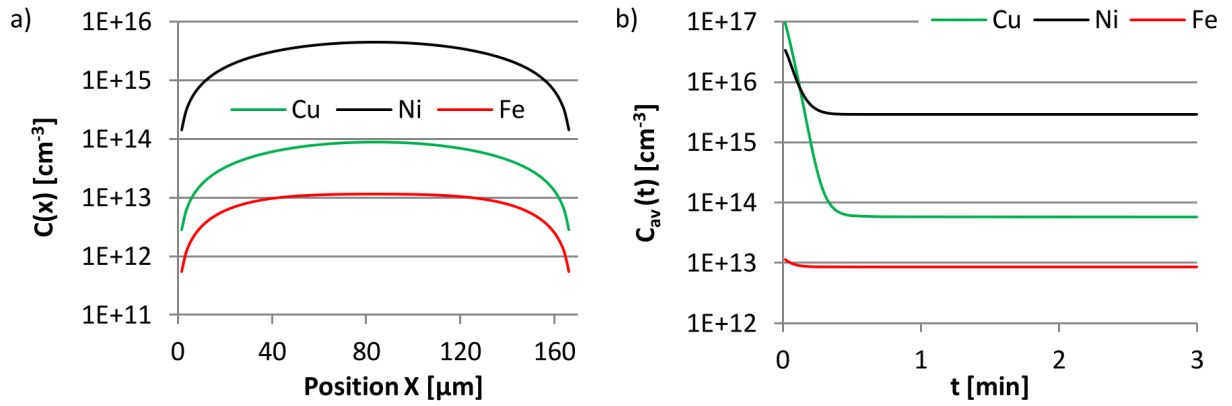 a)
1E+16
1E+15
1E+14
1E+13
1E+12
1E+11
C(x) [cm-3]
Cu Ni Fe
0 40 80 120 160
Position X [µm]
b)
Cu Ni Fe
1E+17
1E+16
1E+15
1E+14
1E+13
1E+12
Cav (t) [cm-3]
0 1 2 3
t [min]